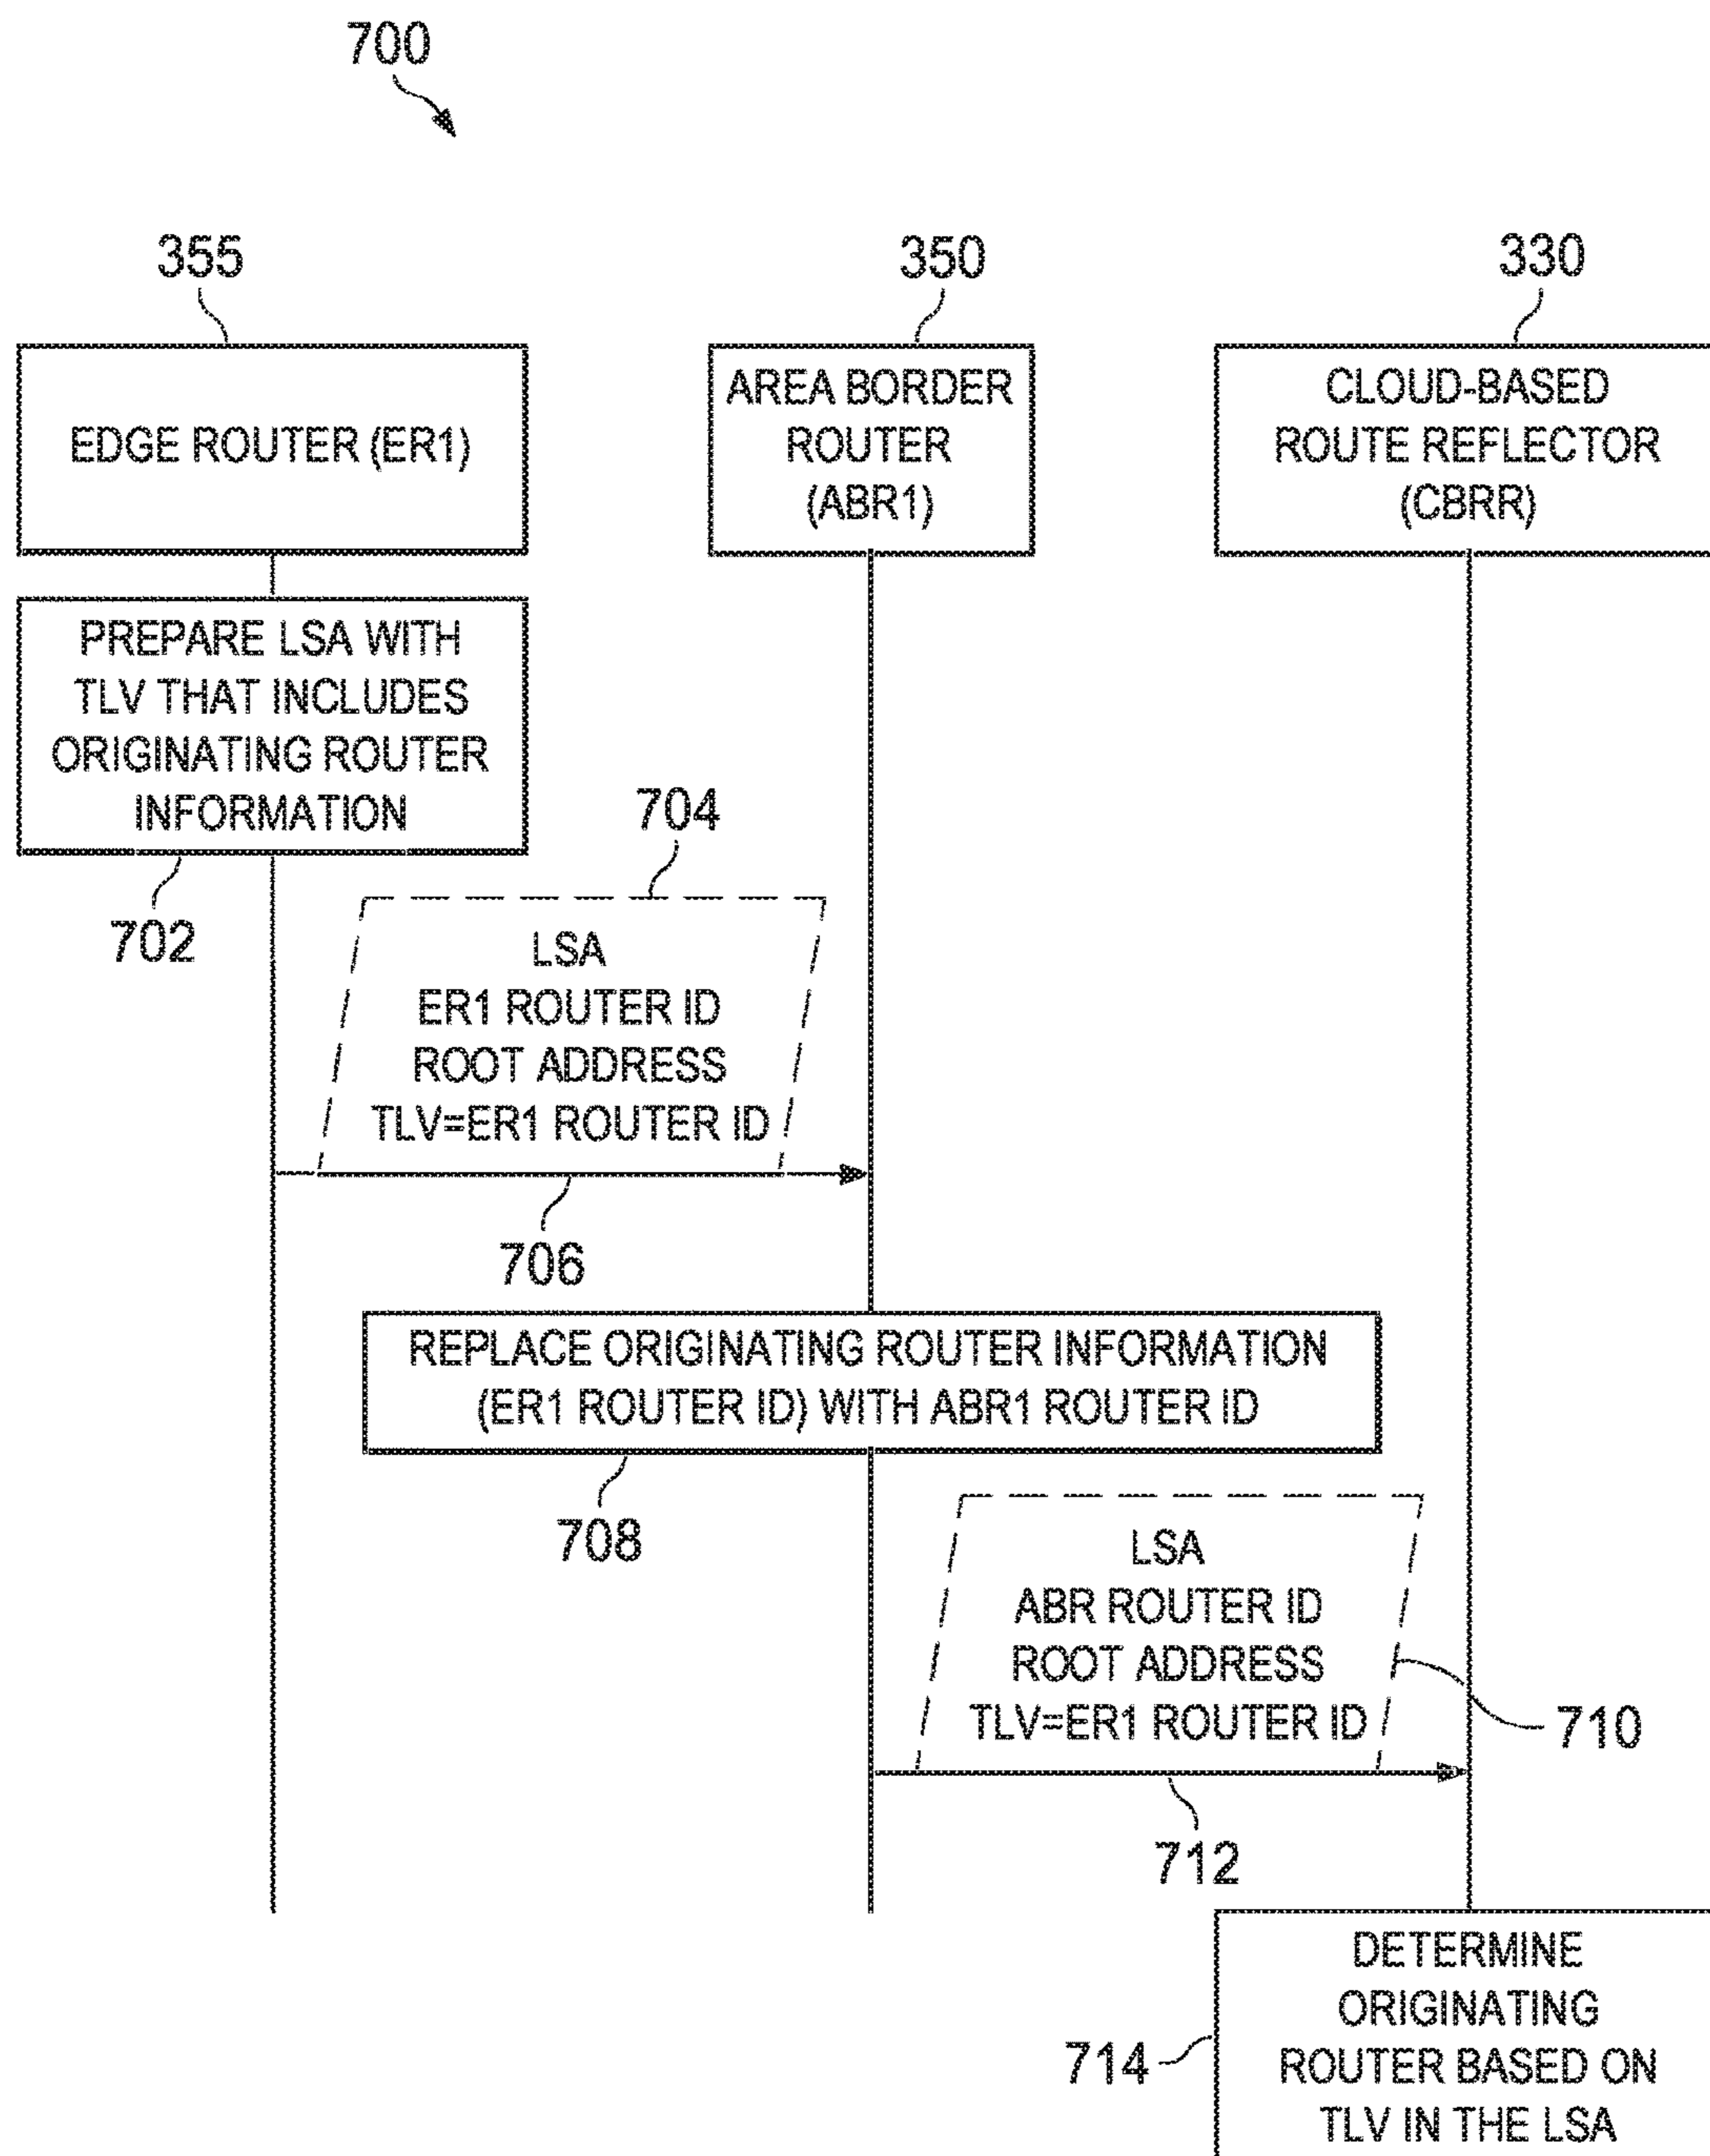 700
355
350
330
EDGE ROUTER (ER1)
AREA BORDER
ROUTER
(ABR1)
CLOUD-BASED
ROUTE REFLECTOR
(CBRR)
PREPARE LSA WITH
TLV THAT INCLUDES
ORIGINATING ROUTER
INFORMATION
702
704
LSA
ER1 ROUTER ID
ROOT ADDRESS
TLV=ER1 ROUTER ID
706
REPLACE ORIGINATING ROUTER INFORMATION
(ER1 ROUTER ID) WITH ABR1 ROUTER ID
708
LSA
ABR ROUTER ID
ROOT ADDRESS
TLV=ER1 ROUTER ID
710
712
DETERMINE
ORIGINATING
ROUTER BASED ON
TLV IN THE LSA
714